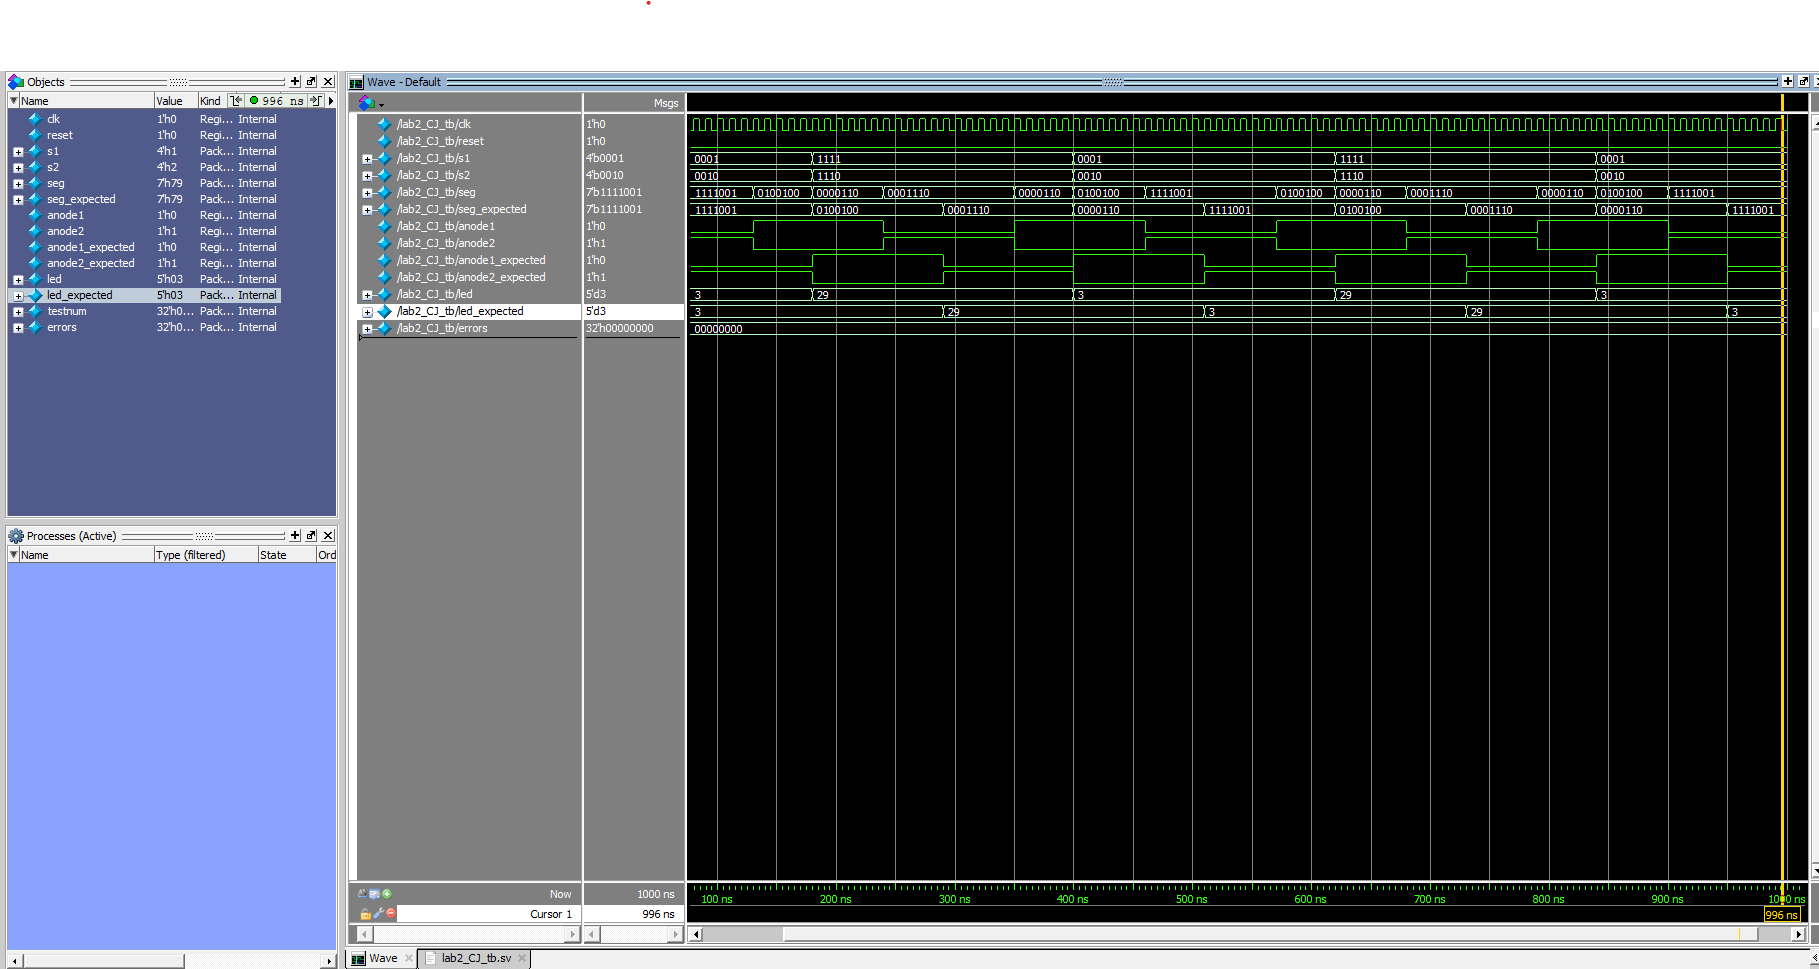 Objects
Name Value Kind 996 ns
clk 1'h0 Regi... Internal
reset 1'h0 Regi... Internal
s1 4'h1 Pack... Internal
s2 4'h2 Pack... Internal
seg 7'h79 Pack... Internal
seg_expected 7'h79 Pack... Internal
anode1 1'h0 Regi... Internal
anode2 1'h1 Regi... Internal
anode1_expected 1'h0 Regi... Internal
anode2_expected 1'h1 Regi... Internal
led 5'h03 Pack... Internal
led_expected 5'h03 Pack... Internal
testnum 32'h0... Pack... Internal
errors 32'h0... Pack... Internal
Processes (Active)
Name Type (filtered) State Ord
Wave - Default
Msgs
/lab2_CJ_tb/clk 1'h0
/lab2_CJ_tb/reset 1'h0
/lab2_CJ_tb/s1 4'b0001 0001 1111 0001 1111 0001
/lab2_CJ_tb/s2 4'b0010 0010 1110 0010 1110 0010
/lab2_CJ_tb/seg 7'b1111001 1111001 0100100 0000110 0001110 0000110 0100100 1111001 0100100 0000110 0001110 0000110 0100100 1111001
/lab2_CJ_tb/seg_expected 7'b1111001 1111001 0100100 0001110 0000110 1111001 0100100 0001110 0000110 1111001
/lab2_CJ_tb/anode1 1'h0
/lab2_CJ_tb/anode2 1'h1
/lab2_CJ_tb/anode1_expected 1'h0
/lab2_CJ_tb/anode2_expected 1'h1
/lab2_CJ_tb/led 5'd3 3 29 3 29 3
/lab2_CJ_tb/led_expected 5'd3 3 29 3 29 3
/lab2_CJ_tb/errors 32'h00000000 00000000
Now 1000 ns 100 ns 200 ns 300 ns 400 ns 500 ns 600 ns 700 ns 800 ns 900 ns 1000 ns
Cursor 1 996 ns 996 ns
Wave lab2_CJ_tb.sv